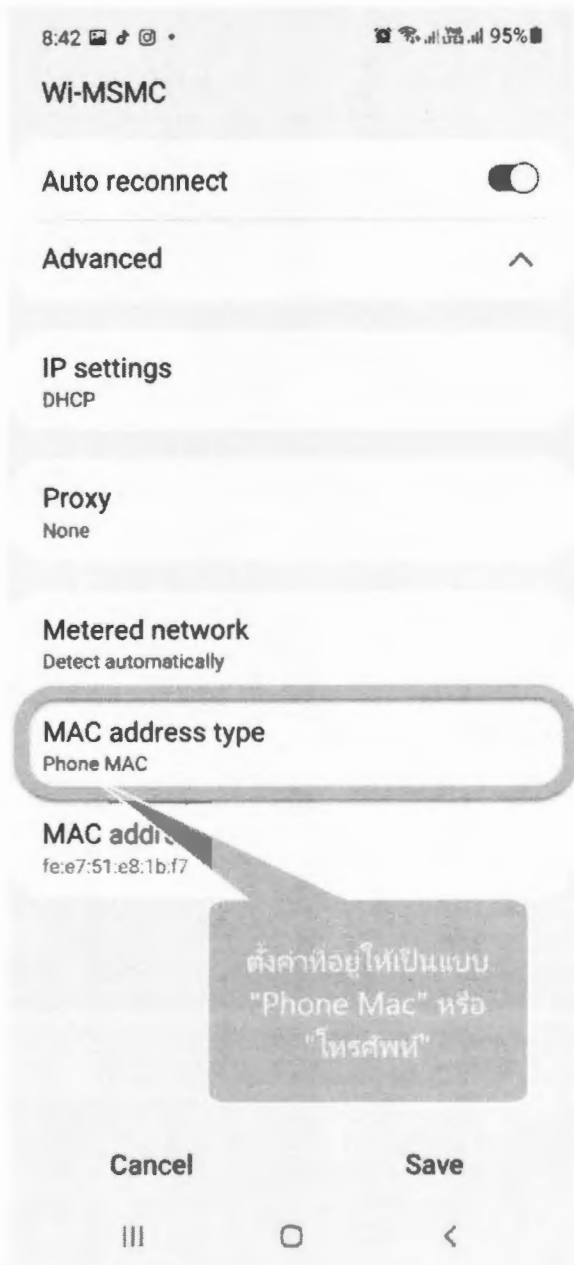 8:42
95%
Wi-MSMC
Auto reconnect
Advanced
IP settings
DHCP
Proxy
None
Metered network
Detect automatically
MAC address type
Phone MAC
MAC
fe:e7:51:e8:1b:f7
ตั้งค่าที่อยู่ให้เป็นแบบ
"Phone Mac" หรือ
"โทรศัพท์"
Cancel
Save